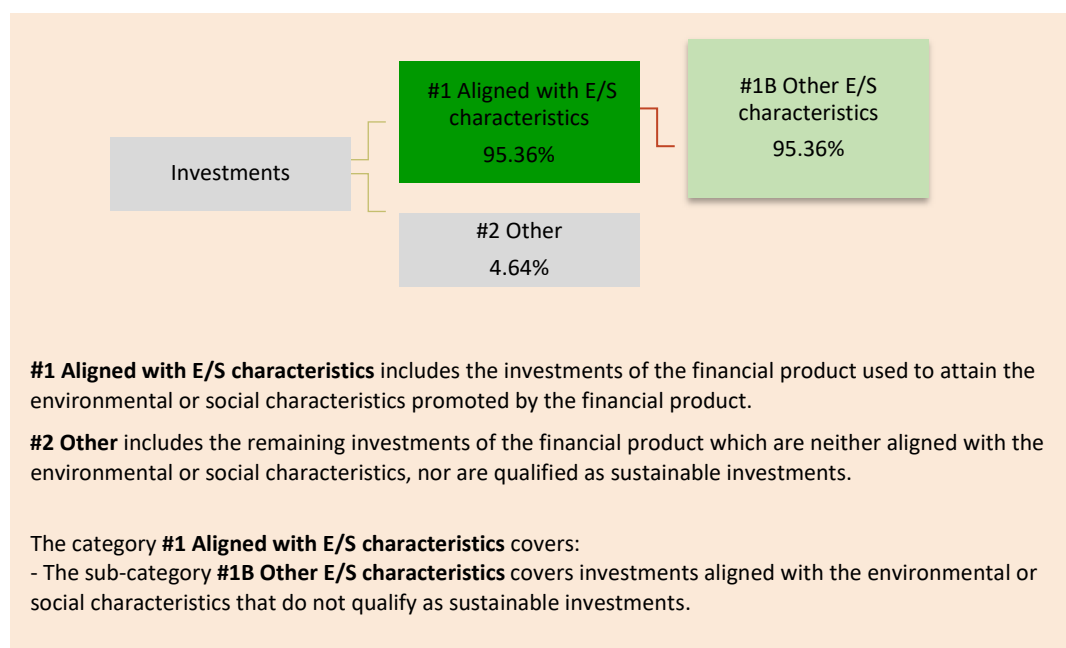 Investments
#1 Aligned with E/S
characteristics
95.36%
#1B Other E/S
characteristics
95.36%
#2 Other
4.64%
#1 Aligned with E/S characteristics includes the investments of the financial product used to attain the
environmental or social characteristics promoted by the financial product.
#2 Other includes the remaining investments of the financial product which are neither aligned with the
environmental or social characteristics, nor are qualified as sustainable investments.
The category #1 Aligned with E/S characteristics covers:
- The sub-category #1B Other E/S characteristics covers investments aligned with the environmental or
social characteristics that do not qualify as sustainable investments.